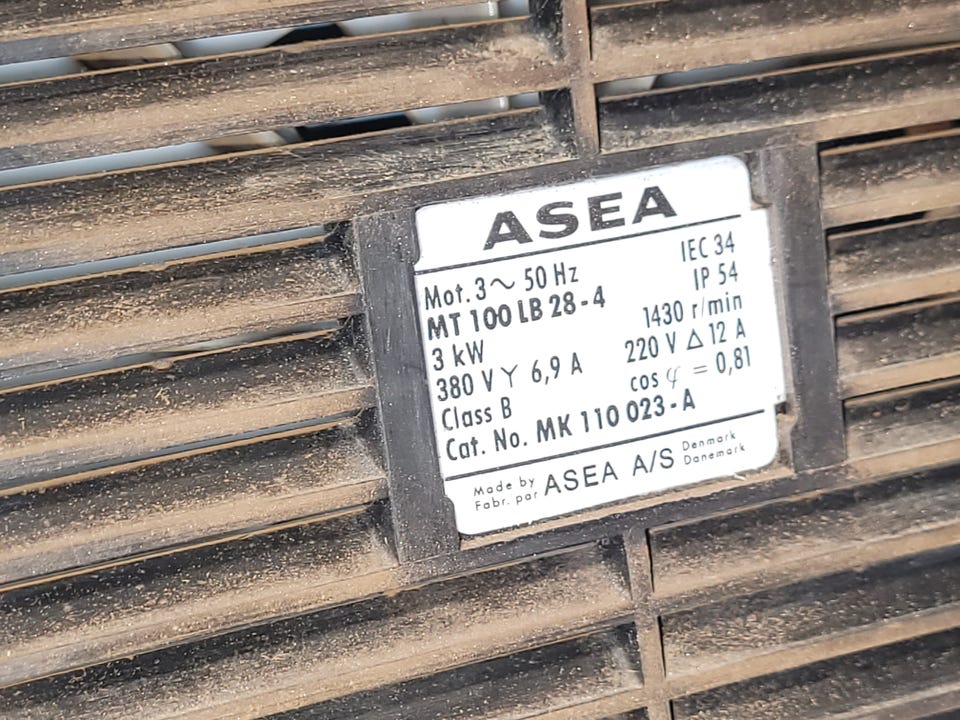 ASEA
Mot. 3~ 50 Hz IEC 34
MT 100 LB 28-4 IP 54
3 kW 1430 r/min
380 V Y 6,9 A 220 V Δ 12 A
Class B cos φ = 0,81
Cat. No. MK 110 023-A
Made by ASEA A/S Denmark
Fabr. par Danemark